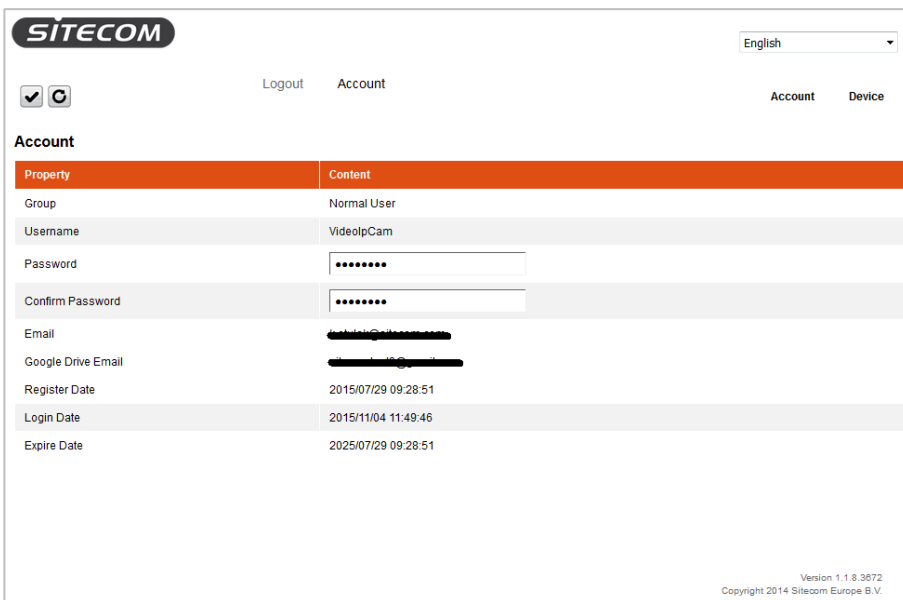 SITECOM
English
Logout Account
Account Device
Account
Property Content
Group Normal User
Username VideoIpCam
Password ••••••••
Confirm Password ••••••••
Email
Google Drive Email
Register Date 2015/07/29 09:28:51
Login Date 2015/11/04 11:49:46
Expire Date 2025/07/29 09:28:51
Version 1.1.8.3672
Copyright 2014 Sitecom Europe B.V.